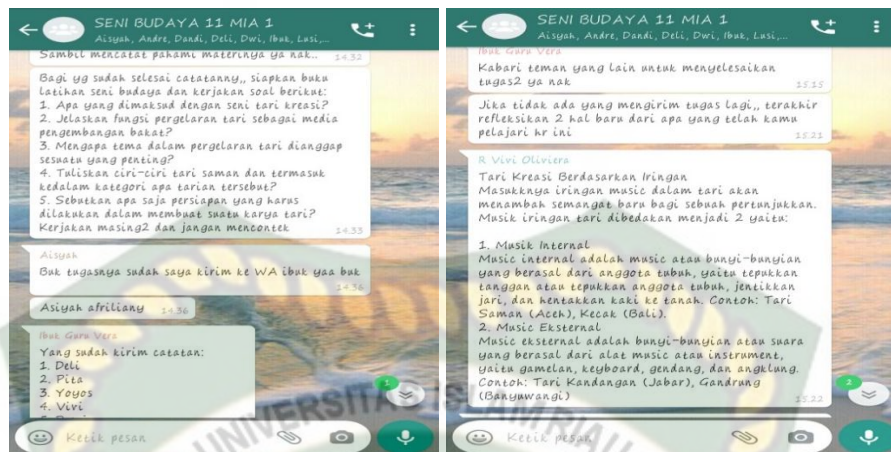 SENI BUDAYA 11 MIA 1
Aisyah, Andre, Dandi, Deli, Dwi, Ibuk, Lusi,...
Sambil mencatat pahami materinya ya nak.. 14.32
Bagi yg sudah selesai catatanny,, siapkan buku
latihan seni budaya dan kerjakan soal berikut:
1. Apa yang dimaksud dengan seni tari kreasi?
2. Jelaskan fungsi pergelaran tari sebagai media
pengembangan bakat?
3. Mengapa tema dalam pergelaran tari dianggap
sesuatu yang penting?
4. Tuliskan ciri-ciri tari saman dan termasuk
kedalam kategori apa tarian tersebut?
5. Sebutkan apa saja persiapan yang harus
dilakukan dalam membuat suatu karya tari?
Kerjakan masing2 dan jangan mencontek 14.33
Aisyah
Buk tugasnya sudah saya kirim ke WA ibuk yaa buk
14.36
Asiyah afriliany 14.36
Ibuk Guru Vera
Yang sudah kirim catatan:
1. Deli
2. Pita
3. Yoyos
4. Vivi
1
Ketik pesan
SENI BUDAYA 11 MIA 1
Aisyah, Andre, Dandi, Deli, Dwi, Ibuk, Lusi,...
Ibuk Guru Vera
Kabari teman yang lain untuk menyelesaikan
tugas2 ya nak 15.15
Jika tidak ada yang mengirim tugas lagi,, terakhir
refleksikan 2 hal baru dari apa yang telah kamu
pelajari hr ini 15.21
R Vivi Oliviera
Tari Kreasi Berdasarkan Iringan
Masukknya iringan music dalam tari akan
menambah semangat baru bagi sebuah pertunjukkan.
Musik iringan tari dibedakan menjadi 2 yaitu:
1. Musik Internal
Music internal adalah music atau bunyi-bunyian
yang berasal dari anggota tubuh, yaitu tepukkan
tanggan atau tepukkan anggota tubuh, jentikkan
jari, dan hentakkan kaki ke tanah. Contoh: Tari
Saman (Aceh), Kecak (Bali).
2. Music Eksternal
Music eksternal adalah bunyi-bunyian atau suara
yang berasal dari alat music atau instrument,
yaitu gamelan, keyboard, gendang, dan angklung.
Contoh: Tari Kandangan (Jabar), Gandrung
(Banyuwangi) 15.22
2
Ketik pesan
UNIVERSITAS ISLAM RIAU